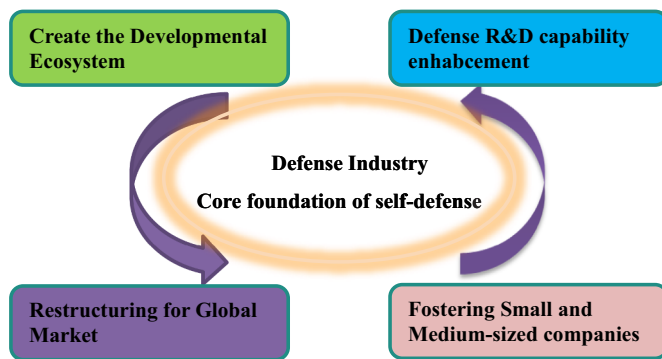 Create the Developmental
Ecosystem
Defense R&D capability
enhabcement
Defense Industry
Core foundation of self-defense
Restructuring for Global
Market
Fostering Small and
Medium-sized companies